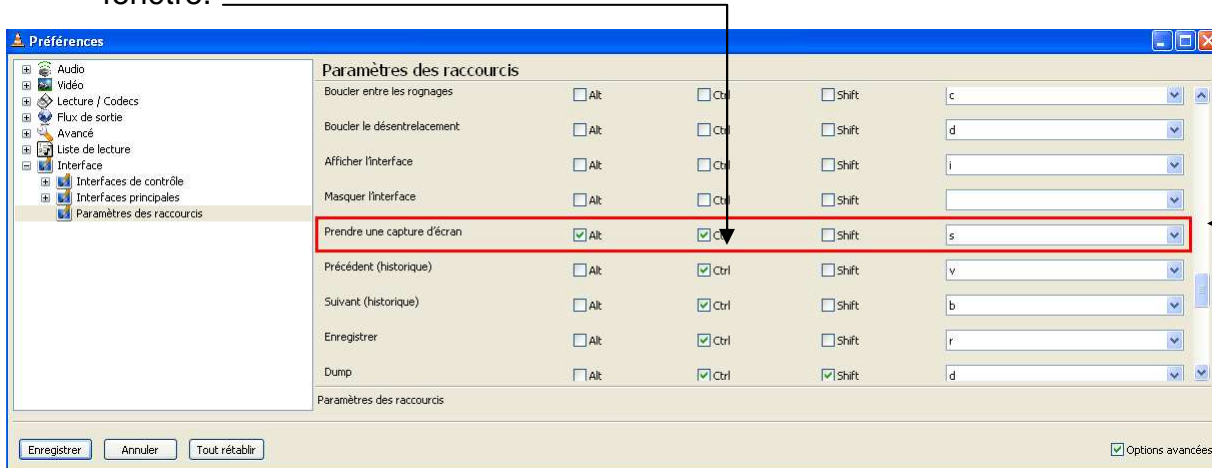 fenêtre.
Préférences
Audio
Vidéo
Lecture / Codecs
Flux de sortie
Avancé
Liste de lecture
Interface
Interfaces de contrôle
Interfaces principales
Paramètres des raccourcis
Paramètres des raccourcis
Boucler entre les rognages Alt Ctrl Shift c
Boucler le désentrelacement Alt Ctrl Shift d
Afficher l'interface Alt Ctrl Shift i
Masquer l'interface Alt Ctrl Shift
Prendre une capture d'écran Alt Ctrl Shift s
Précédent (historique) Alt Ctrl Shift v
Suivant (historique) Alt Ctrl Shift b
Enregistrer Alt Ctrl Shift r
Dump Alt Ctrl Shift d
Paramètres des raccourcis
Enregistrer Annuler Tout rétablir Options avancées